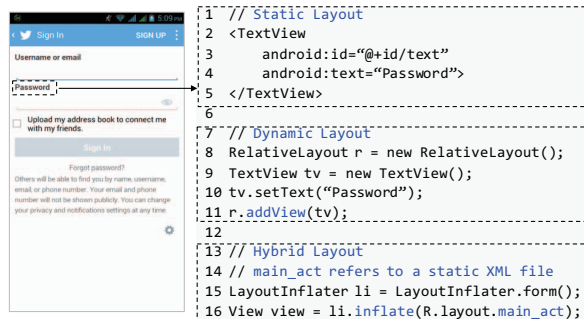 5:09 PM
Sign In
SIGN UP
Username or email
Password
Upload my address book to connect me
with my friends.
Sign In
Forgot password?
Others will be able to find you by name, username,
email, or phone number. Your email and phone
number will not be shown publicly. You can change
your privacy and notifications settings at any time.
1 // Static Layout
2 <TextView
3 android:id=“@+id/text”
4 android:text=“Password”>
5 </TextView>
6
7 // Dynamic Layout
8 RelativeLayout r = new RelativeLayout();
9 TextView tv = new TextView();
10 tv.setText(“Password”);
11 r.addView(tv);
12
13 // Hybrid Layout
14 // main_act refers to a static XML file
15 LayoutInflater li = LayoutInflater.form();
16 View view = li.inflate(R.layout.main_act);